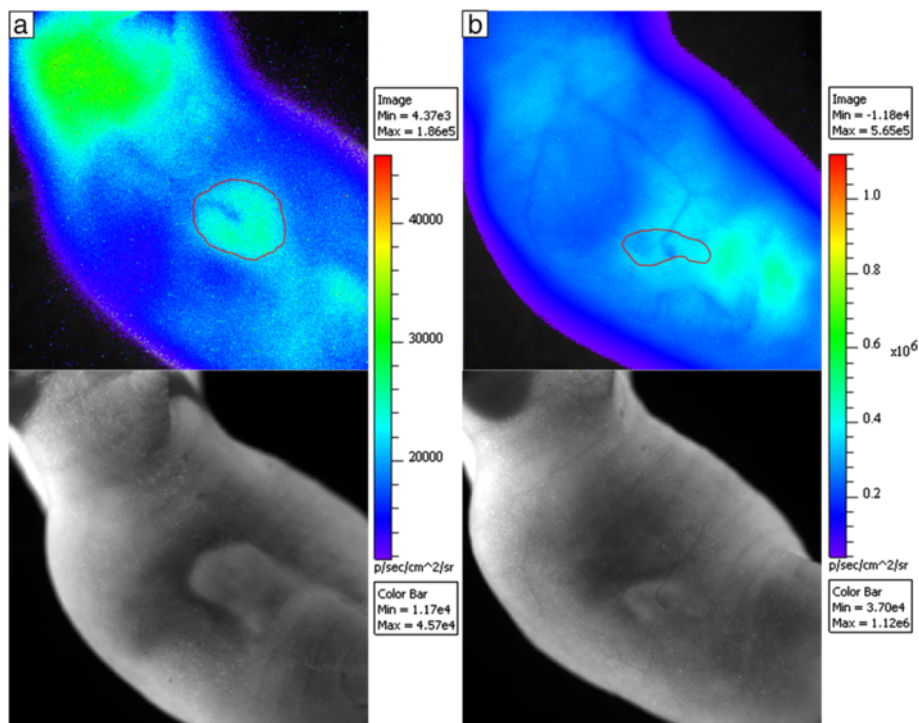 a
Image
Min = 4.37e3
Max = 1.86e5
40000
30000
20000
p/sec/cm^2/sr
Color Bar
Min = 1.17e4
Max = 4.57e4
b
Image
Min = -1.18e4
Max = 5.65e5
1.0
0.8
0.6
x10⁶
0.4
0.2
p/sec/cm^2/sr
Color Bar
Min = 3.70e4
Max = 1.12e6